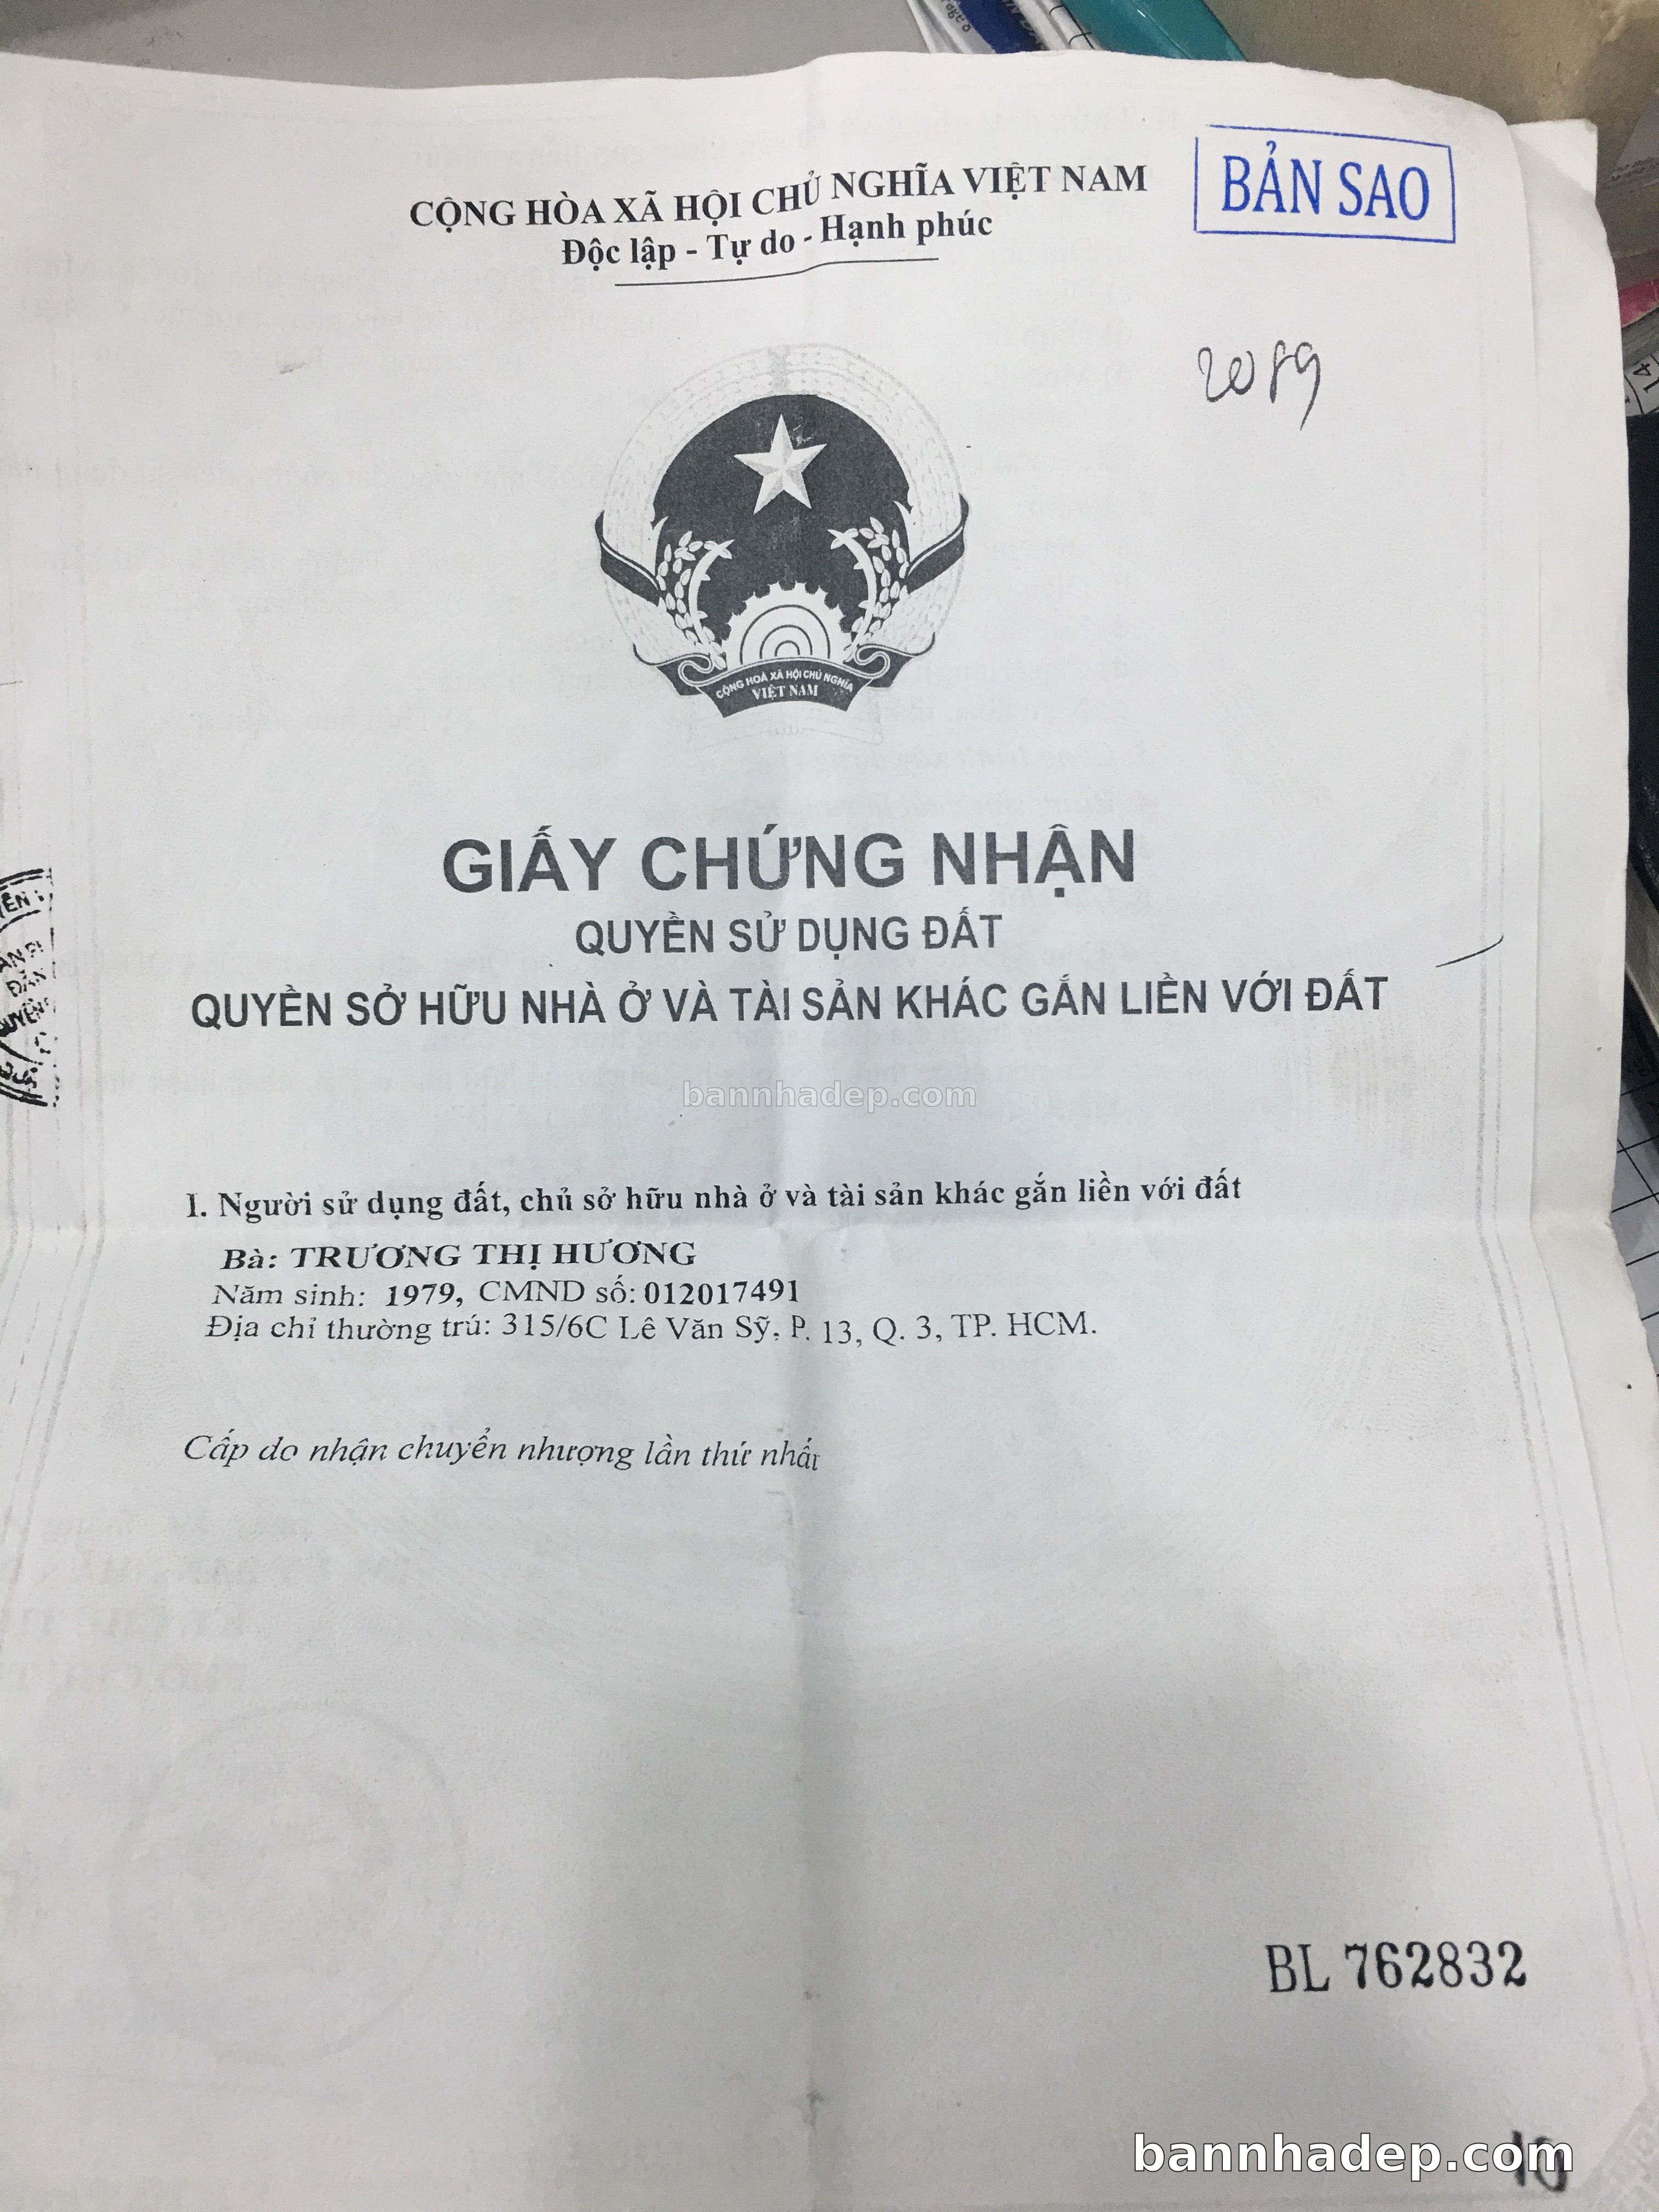 CỘNG HÒA XÃ HỘI CHỦ NGHĨA VIỆT NAM
Độc lập - Tự do - Hạnh phúc
BẢN SAO
2089
CỘNG HOÀ XÃ HỘI CHỦ NGHĨA
VIỆT NAM
GIẤY CHỨNG NHẬN
QUYỀN SỬ DỤNG ĐẤT
QUYỀN SỞ HỮU NHÀ Ở VÀ TÀI SẢN KHÁC GẮN LIỀN VỚI ĐẤT
bannhadep.com
I. Người sử dụng đất, chủ sở hữu nhà ở và tài sản khác gắn liền với đất
Bà: TRƯƠNG THỊ HƯƠNG
Năm sinh: 1979, CMND số: 012017491
Địa chỉ thường trú: 315/6C Lê Văn Sỹ, P. 13, Q. 3, TP. HCM.
Cấp do nhận chuyển nhượng lần thứ nhất
BL 762832
bannhadep.com